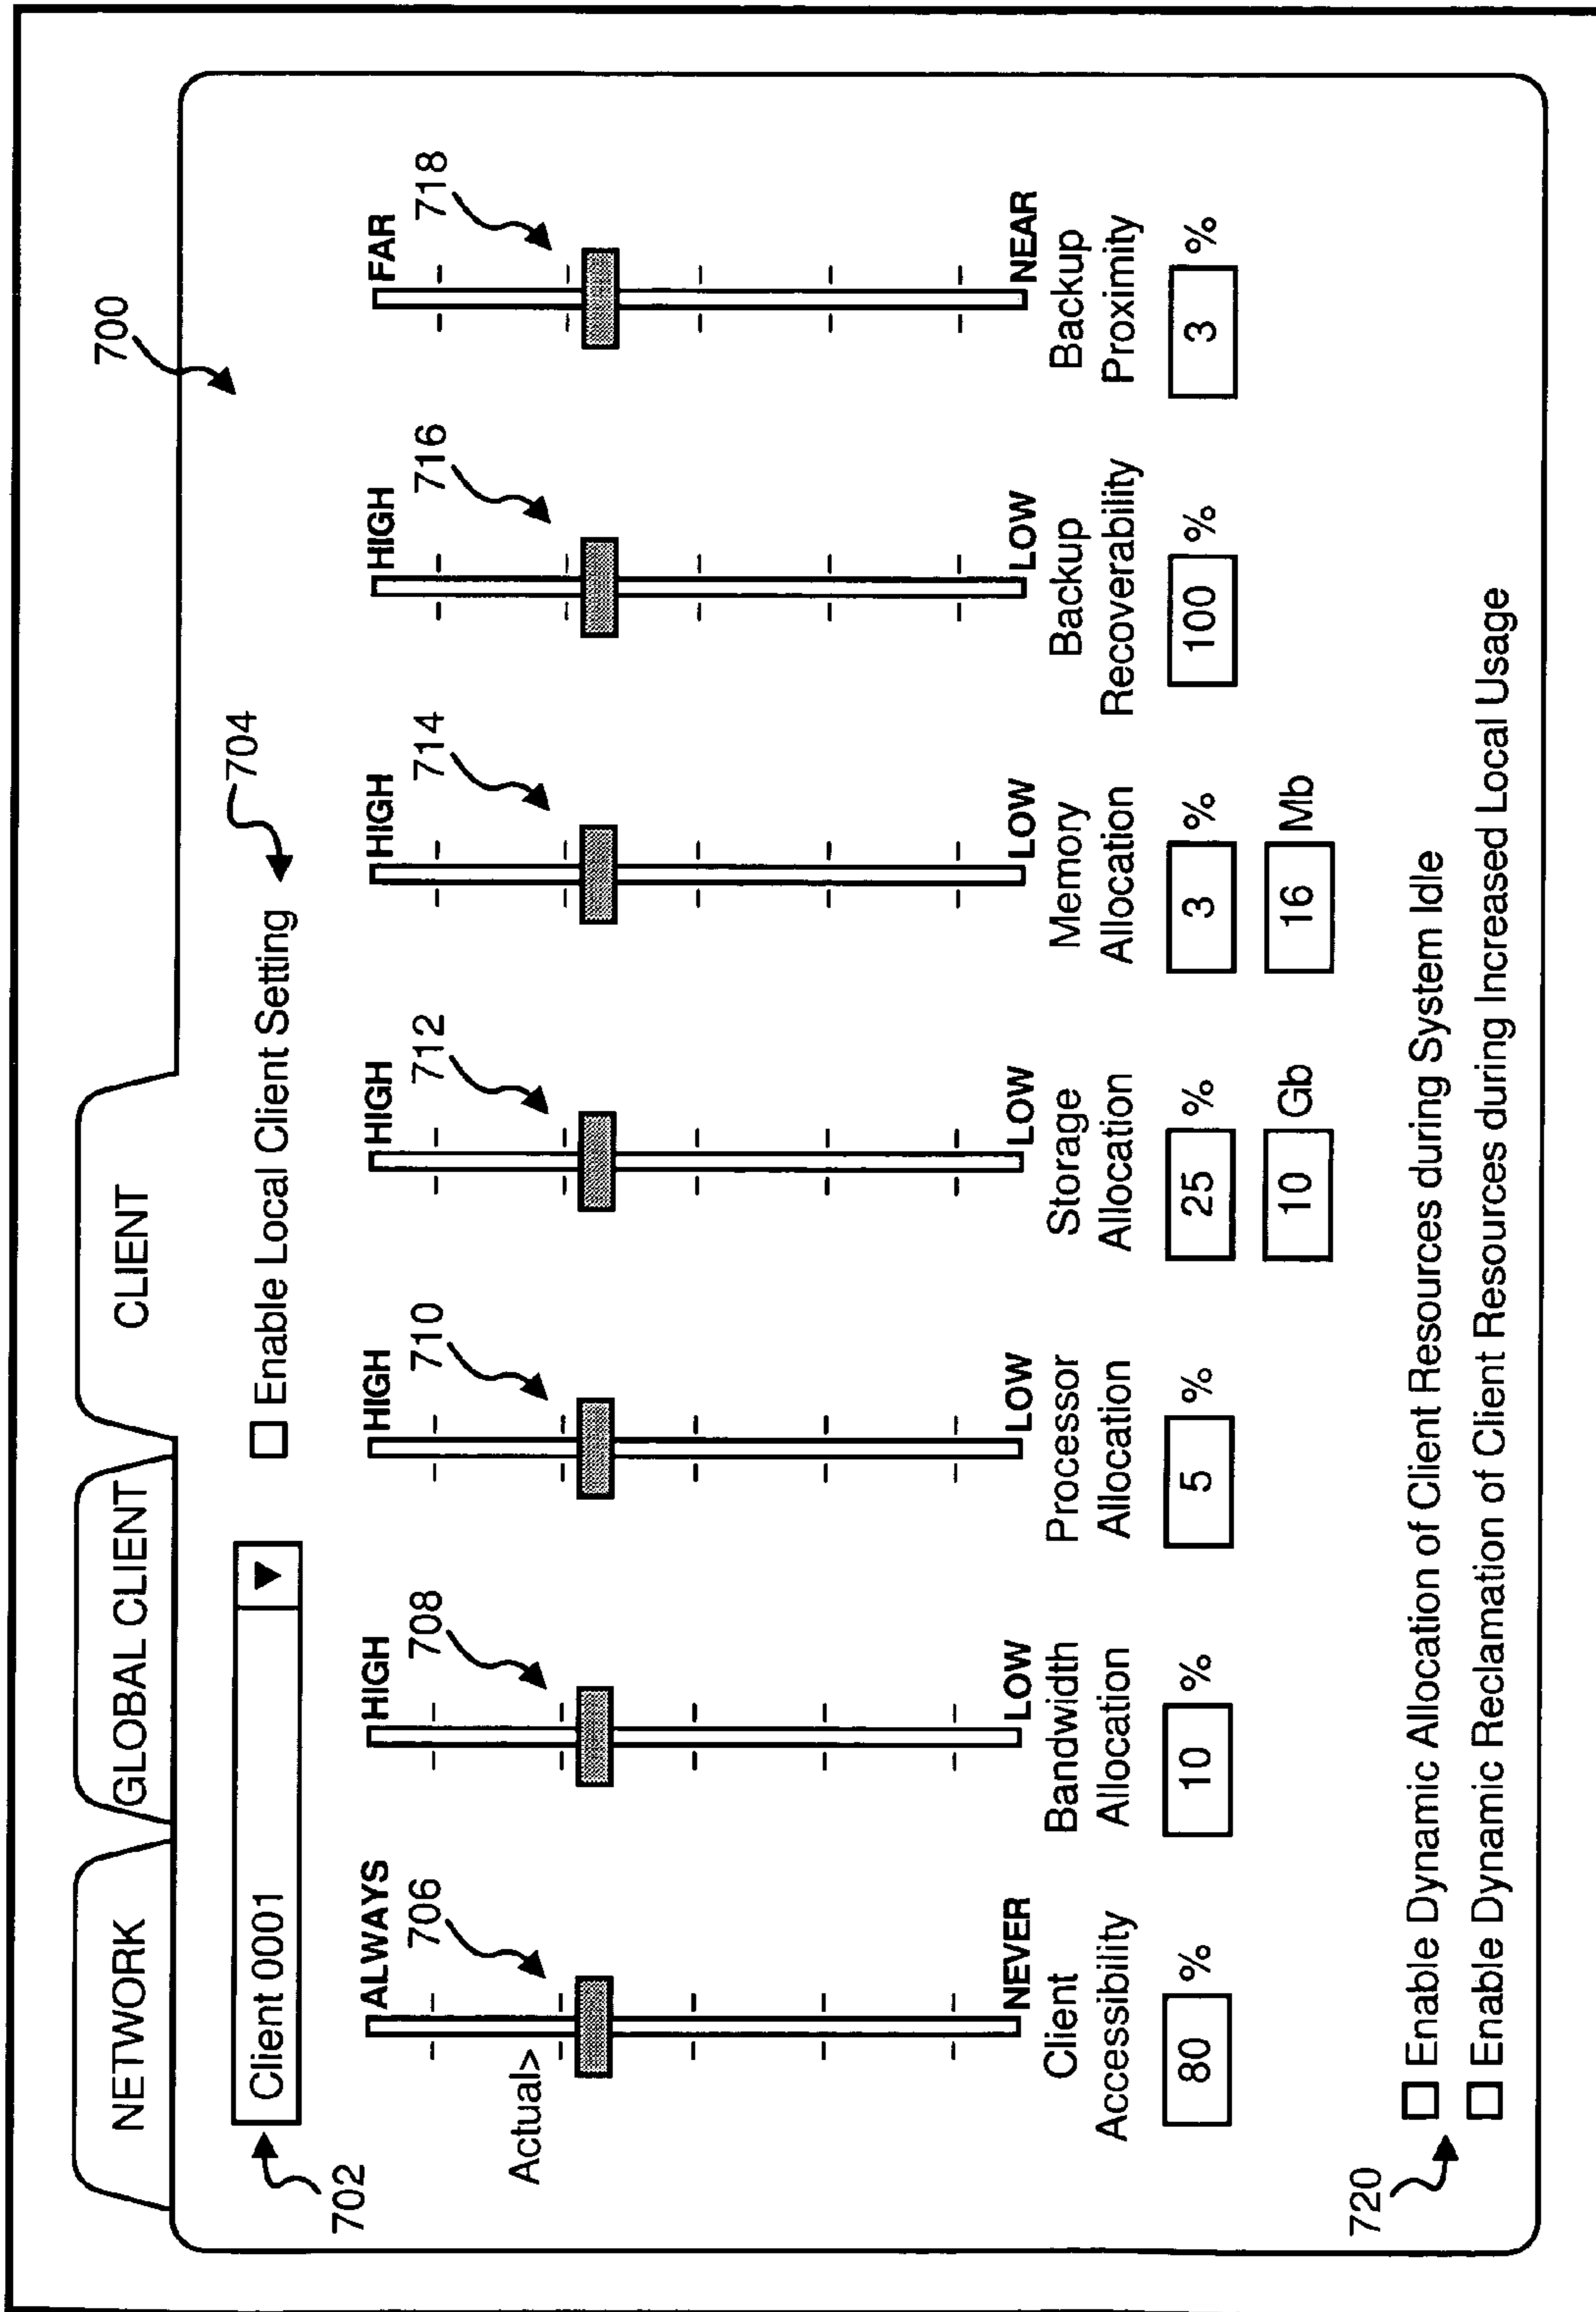 700
NETWORK
GLOBAL CLIENT
CLIENT
702
Client 0001
Enable Local Client Setting
704
ALWAYS
HIGH
HIGH
HIGH
HIGH
HIGH
FAR
706
708
710
712
714
716
718
Actual>
NEVER
LOW
LOW
LOW
LOW
LOW
NEAR
Client
Accessibility
Bandwidth
Allocation
Processor
Allocation
Storage
Allocation
Memory
Allocation
Backup
Recoverability
Backup
Proximity
80 %
10 %
5 %
25 %
3 %
100 %
3 %
10 Gb
16 Mb
720
Enable Dynamic Allocation of Client Resources during System Idle
Enable Dynamic Reclamation of Client Resources during Increased Local Usage